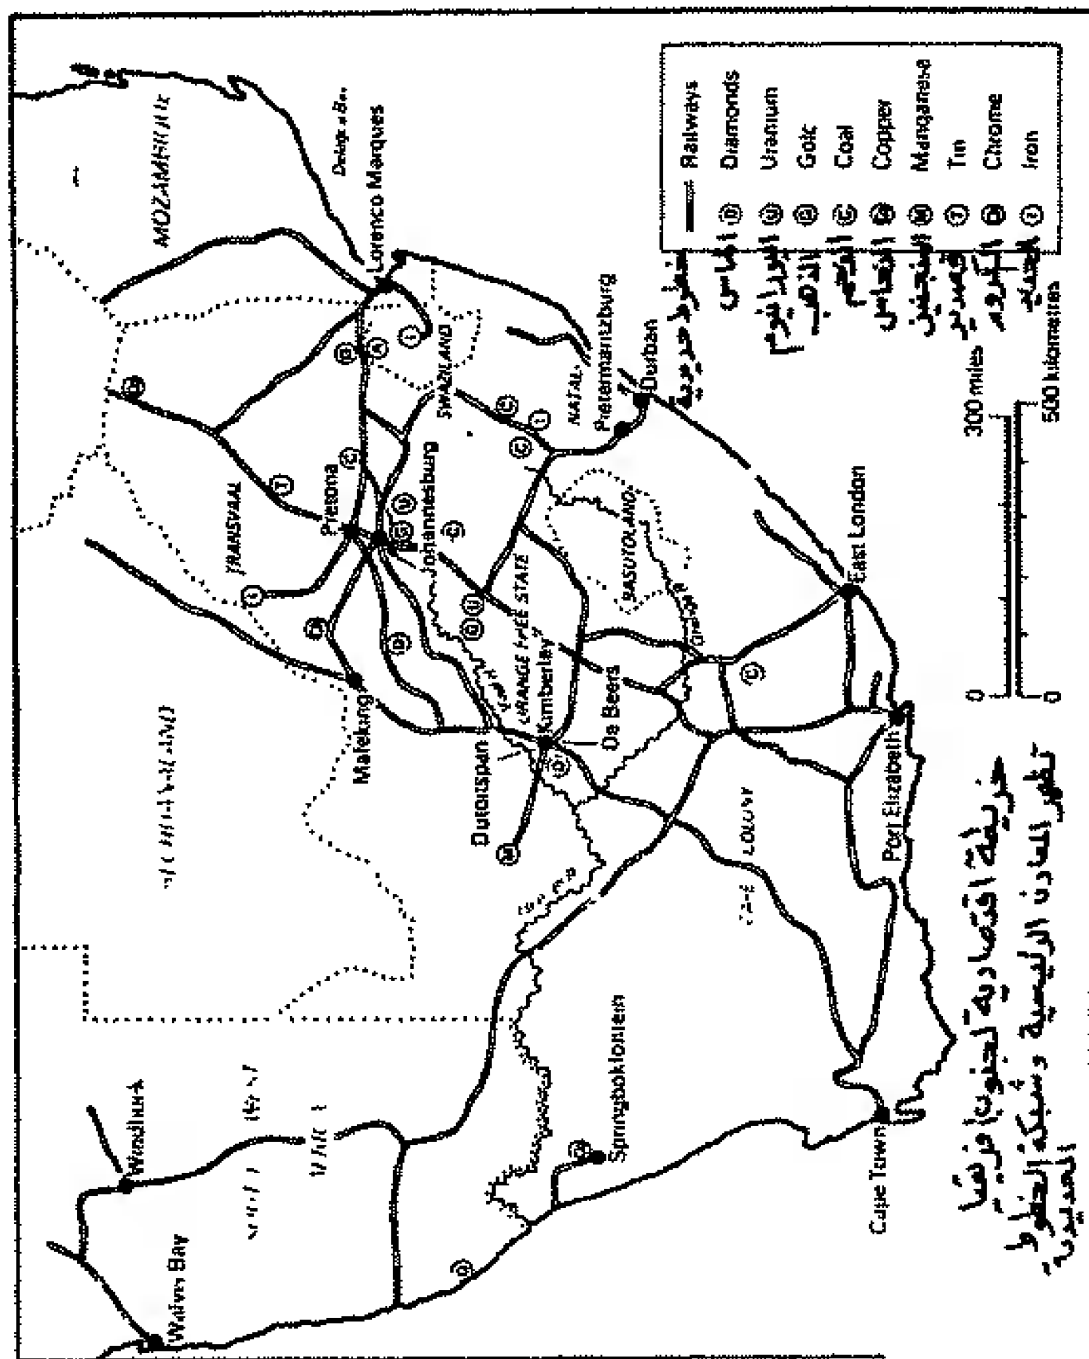 MOZAMBIQUE
Lorenco Marques
TRANSVAAL
Pretoria
Johannesburg
SWAZILAND
NATAL
Pietermaritzburg
Durban
BASUTOLAND
ORANGE FREE STATE
Kimberley
De Beers
Dutoitspan
Mafeking
East London
Port Elizabeth
Cape Town
Springbokfontein
Windhoek
Walvis Bay
Railways
خطوط حديدية
D Diamonds
الماس
U Uranium
اليورانيوم
G Gold
الذهب
C Coal
الفحم
Copper
النحاس
M Manganese
المنجنيز
T Tin
قصدير
Chrome
الكروم
I Iron
الحديد
0 300 miles
0 500 kilometres
خريطة اقتصادية لجنوب أفريقيا
تظهر المعادن الرئيسية وشبكة الخطوط
الحديدية